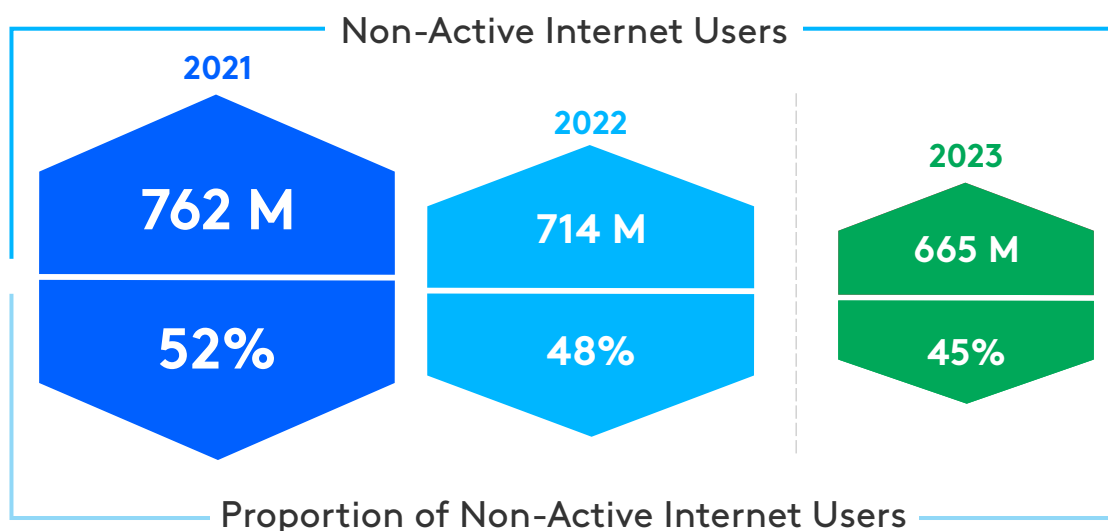 Non-Active Internet Users
2021
762 M
52%
2022
714 M
48%
2023
665 M
45%
Proportion of Non-Active Internet Users